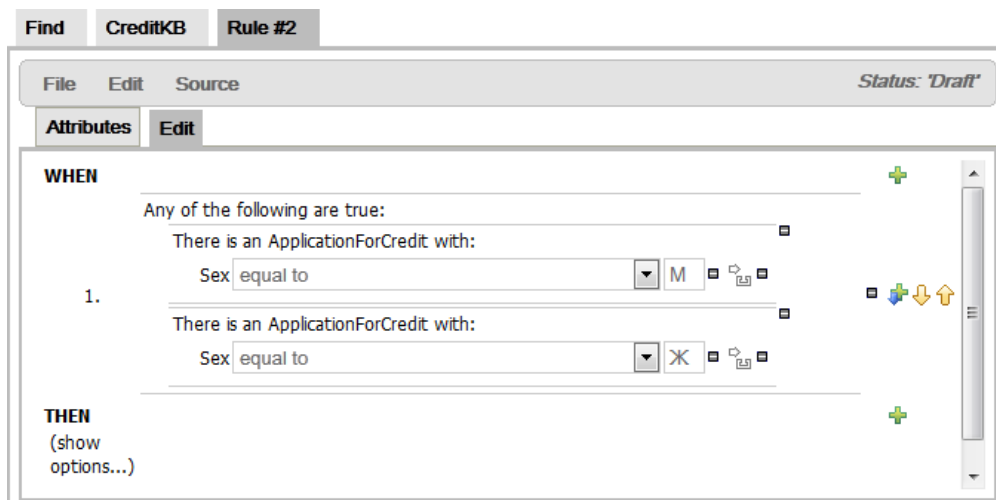 Find CreditKB Rule #2
File Edit Source Status: 'Draft'
Attributes Edit
WHEN
Any of the following are true:
There is an ApplicationForCredit with:
Sex equal to М
1.
There is an ApplicationForCredit with:
Sex equal to Ж
THEN
(show
options...)